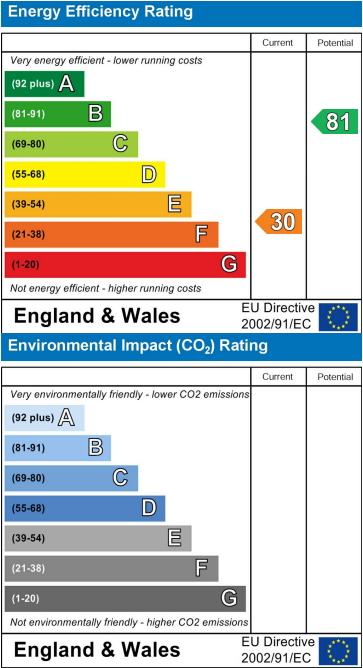 Energy Efficiency Rating
Current Potential
Very energy efficient - lower running costs
(92 plus) A
(81-91) B
81
(69-80) C
(55-68) D
(39-54) E
30
(21-38) F
(1-20) G
Not energy efficient - higher running costs
England & Wales
EU Directive
2002/91/EC
Environmental Impact (CO₂) Rating
Current Potential
Very environmentally friendly - lower CO2 emissions
(92 plus) A
(81-91) B
(69-80) C
(55-68) D
(39-54) E
(21-38) F
(1-20) G
Not environmentally friendly - higher CO2 emissions
England & Wales
EU Directive
2002/91/EC